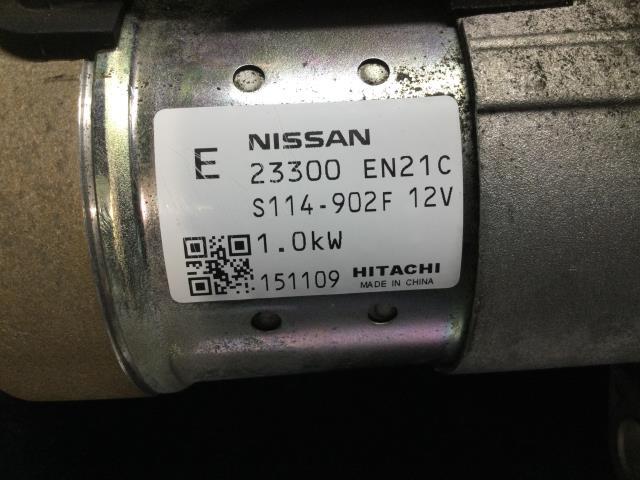 E NISSAN
23300 EN21C
S114-902F 12V
1.0kW
151109 HITACHI
MADE IN CHINA